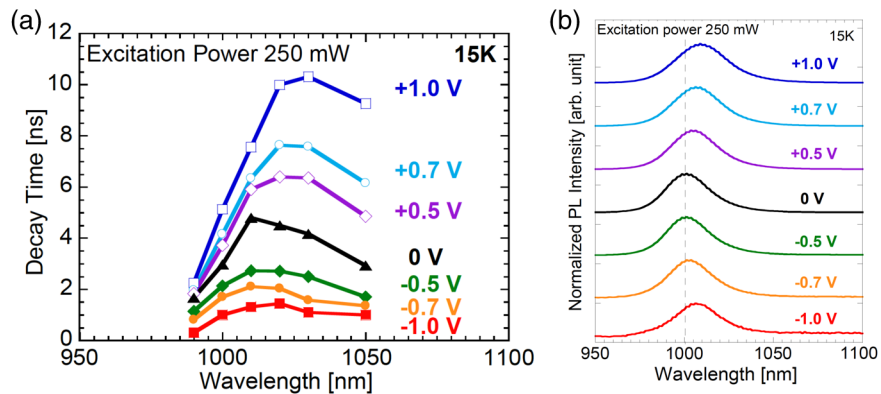 (a)
Excitation Power 250 mW 15K
+1.0 V
+0.7 V
+0.5 V
0 V
-0.5 V
-0.7 V
-1.0 V
12
10
8
6
4
2
0
Decay Time [ns]
950 1000 1050 1100
Wavelength [nm]
(b)
Excitation Power 250 mW 15K
+1.0 V
+0.7 V
+0.5 V
0 V
-0.5 V
-0.7 V
-1.0 V
Normalized PL Intensity [arb. unit]
950 1000 1050 1100
Wavelength [nm]